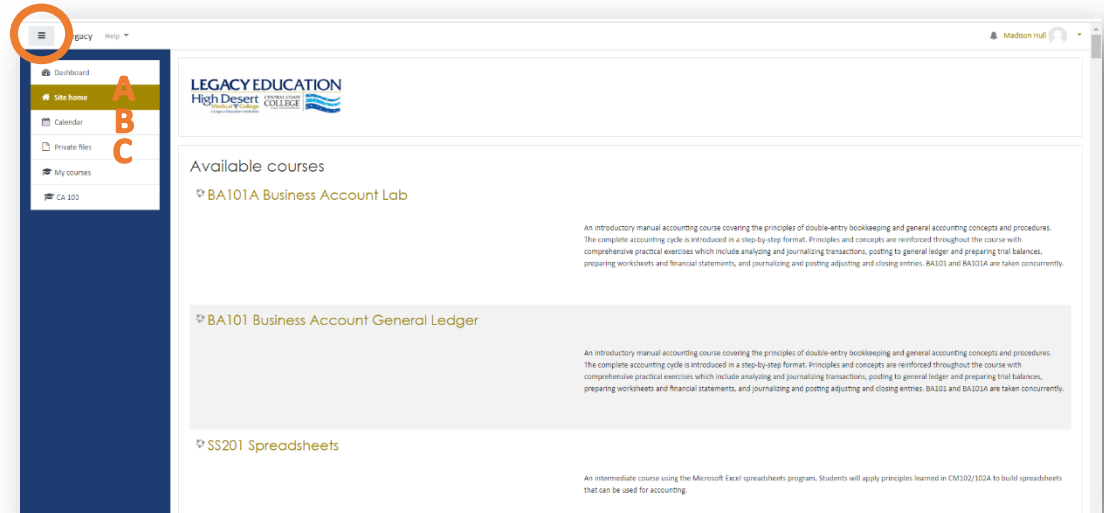 egacy Help
Madison Hull
Dashboard
A
Site home
B
Calendar
C
Private files
My courses
CA 103
LEGACY EDUCATION
High Desert
Medical College
CENTRAL COAST
COLLEGE
a Legacy Education Institution
Available courses
BA101A Business Account Lab
An introductory manual accounting course covering the principles of double-entry bookkeeping and general accounting concepts and procedures.
The complete accounting cycle is introduced in a step-by-step format. Principles and concepts are reinforced throughout the course with
comprehensive practical exercises which include analyzing and journalizing transactions, posting to general ledger and preparing trial balances,
preparing worksheets and financial statements, and journalizing and posting adjusting and closing entries. BA101 and BA101A are taken concurrently.
BA101 Business Account General Ledger
An introductory manual accounting course covering the principles of double-entry bookkeeping and general accounting concepts and procedures.
The complete accounting cycle is introduced in a step-by-step format. Principles and concepts are reinforced throughout the course with
comprehensive practical exercises which include analyzing and journalizing transactions, posting to general ledger and preparing trial balances,
preparing worksheets and financial statements, and journalizing and posting adjusting and closing entries. BA101 and BA101A are taken concurrently.
SS201 Spreadsheets
An intermediate course using the Microsoft Excel spreadsheets program. Students will apply principles learned in CM102/102A to build spreadsheets
that can be used for accounting.